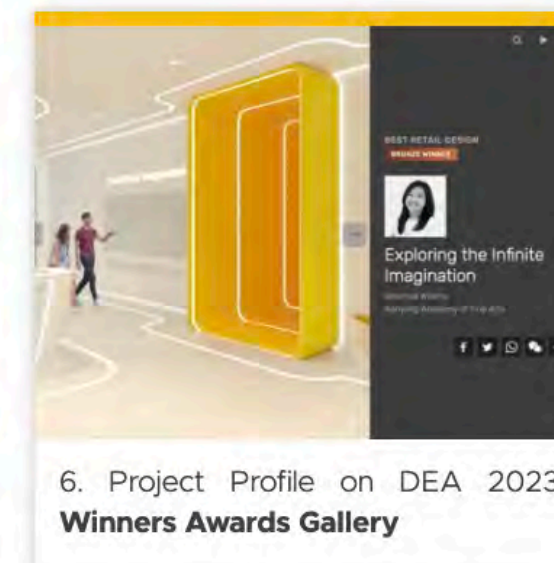 BEST RETAIL DESIGN
BRONZE WINNER
Exploring the Infinite
Imagination
6. Project Profile on DEA 2023
Winners Awards Gallery